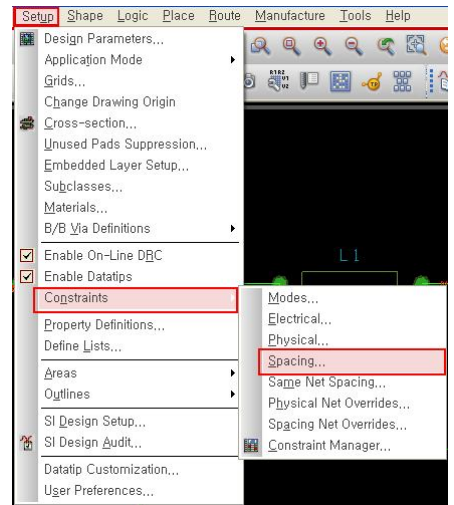 Setup Shape Logic Place Route Manufacture Tools Help
Design Parameters...
Application Mode
Grids...
Change Drawing Origin
Cross-section...
Unused Pads Suppression...
Embedded Layer Setup...
Subclasses...
Materials...
B/B Via Definitions
Enable On-Line DRC
Enable Datatips
L1
Constraints
Modes...
Property Definitions...
Electrical...
Define Lists...
Physical...
Areas
Spacing...
Outlines
Same Net Spacing...
Physical Net Overrides...
SI Design Setup...
Spacing Net Overrides...
SI Design Audit...
Constraint Manager...
Datatip Customization...
User Preferences...